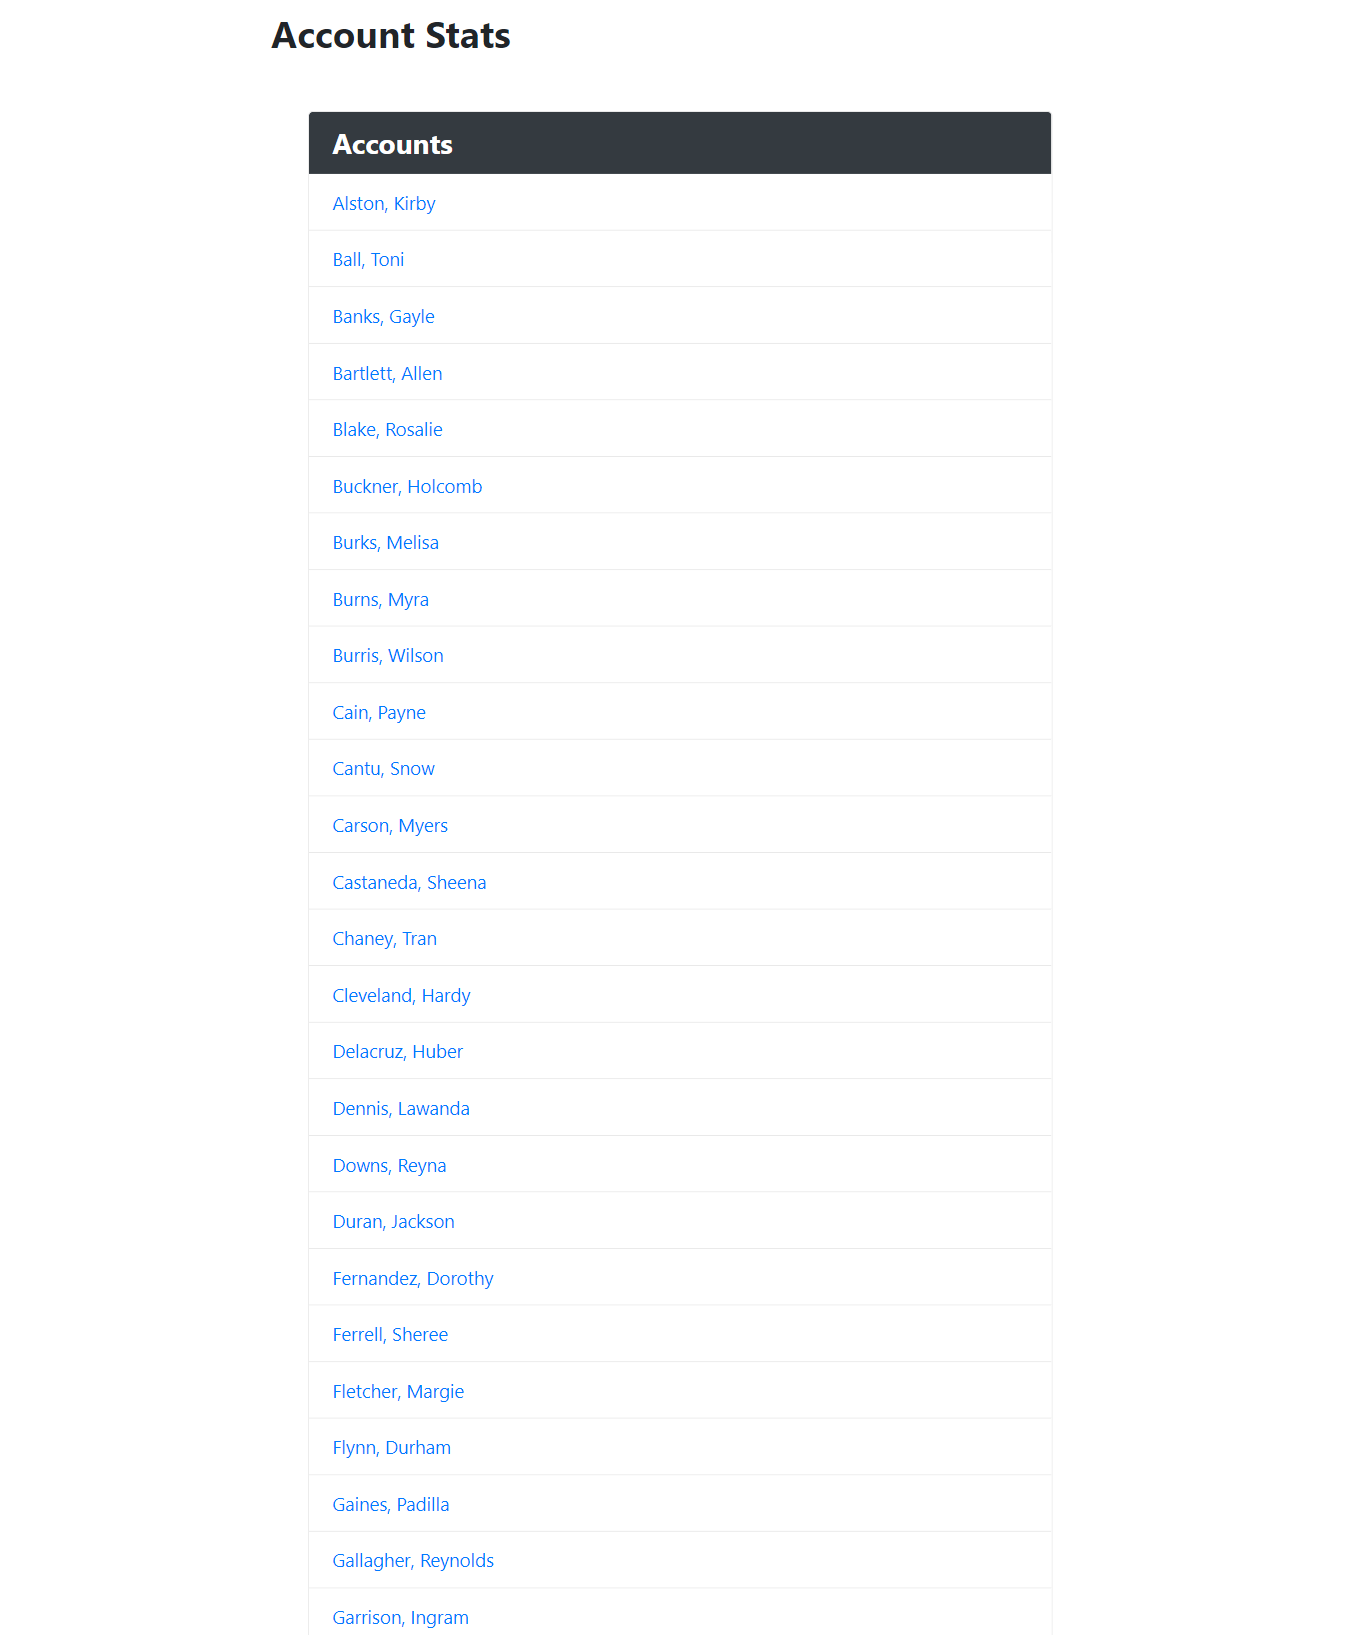 Account Stats
Accounts
Alston, Kirby
Ball, Toni
Banks, Gayle
Bartlett, Allen
Blake, Rosalie
Buckner, Holcomb
Burks, Melisa
Burns, Myra
Burris, Wilson
Cain, Payne
Cantu, Snow
Carson, Myers
Castaneda, Sheena
Chaney, Tran
Cleveland, Hardy
Delacruz, Huber
Dennis, Lawanda
Downs, Reyna
Duran, Jackson
Fernandez, Dorothy
Ferrell, Sheree
Fletcher, Margie
Flynn, Durham
Gaines, Padilla
Gallagher, Reynolds
Garrison, Ingram